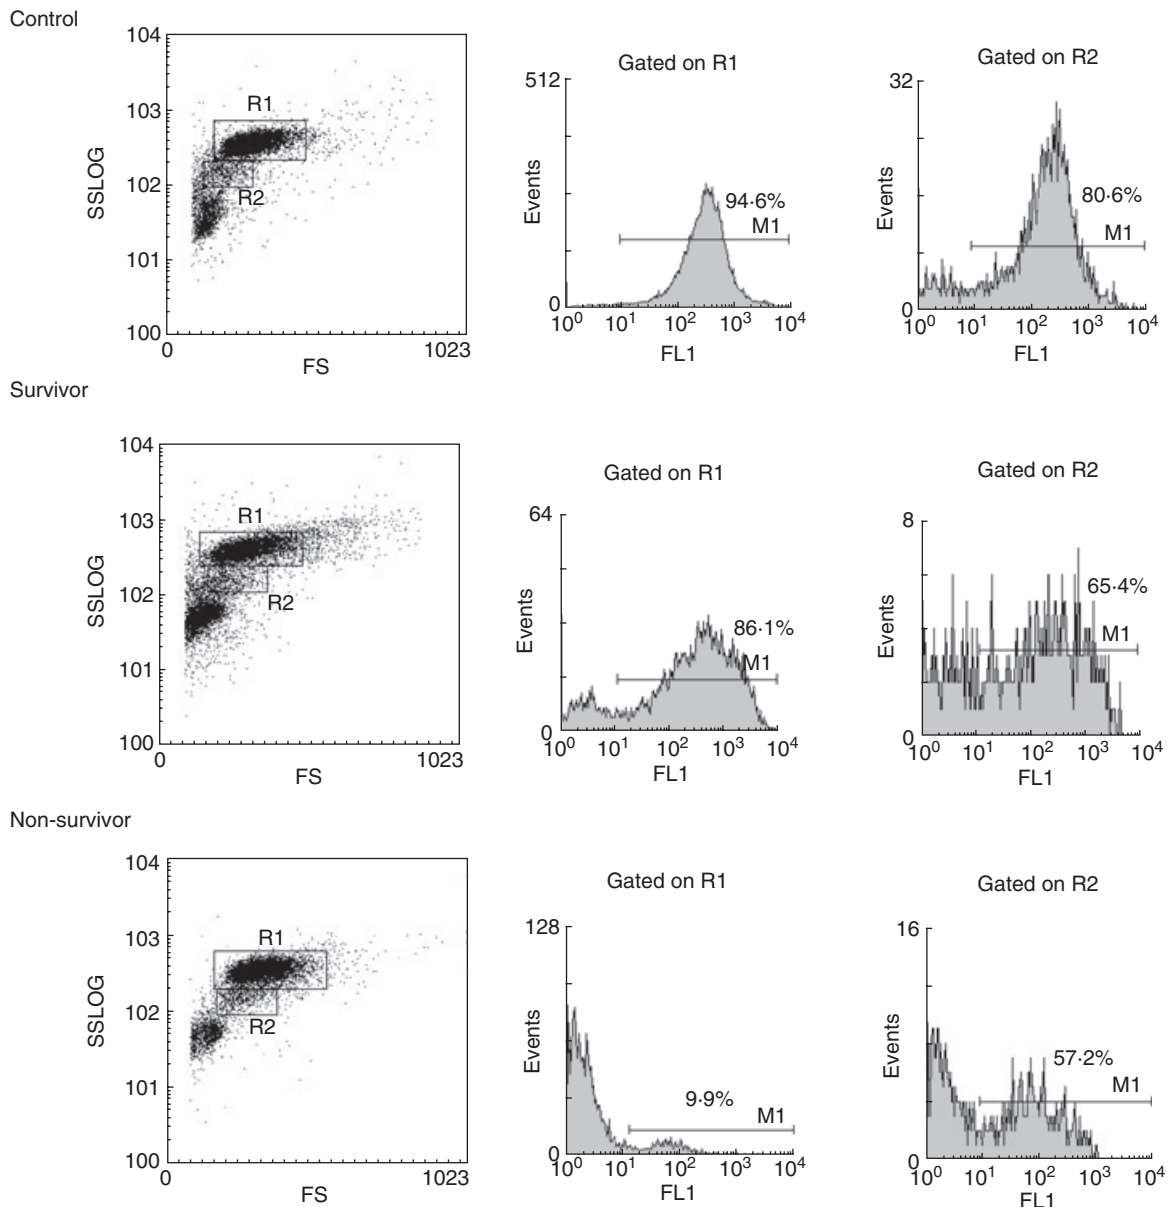 Control
104
103
102
101
100
SSLOG
R1
R2
0
1023
FS
Gated on R1
512
Events
0
94·6%
M1
10^0 10^1 10^2 10^3 10^4
FL1
Gated on R2
32
Events
0
80·6%
M1
10^0 10^1 10^2 10^3 10^4
FL1
Survivor
104
103
102
101
100
SSLOG
R1
R2
0
1023
FS
Gated on R1
64
Events
0
86·1%
M1
10^0 10^1 10^2 10^3 10^4
FL1
Gated on R2
8
Events
0
65·4%
M1
10^0 10^1 10^2 10^3 10^4
FL1
Non-survivor
104
103
102
101
100
SSLOG
R1
R2
0
1023
FS
Gated on R1
128
Events
0
9·9%
M1
10^0 10^1 10^2 10^3 10^4
FL1
Gated on R2
16
Events
0
57·2%
M1
10^0 10^1 10^2 10^3 10^4
FL1